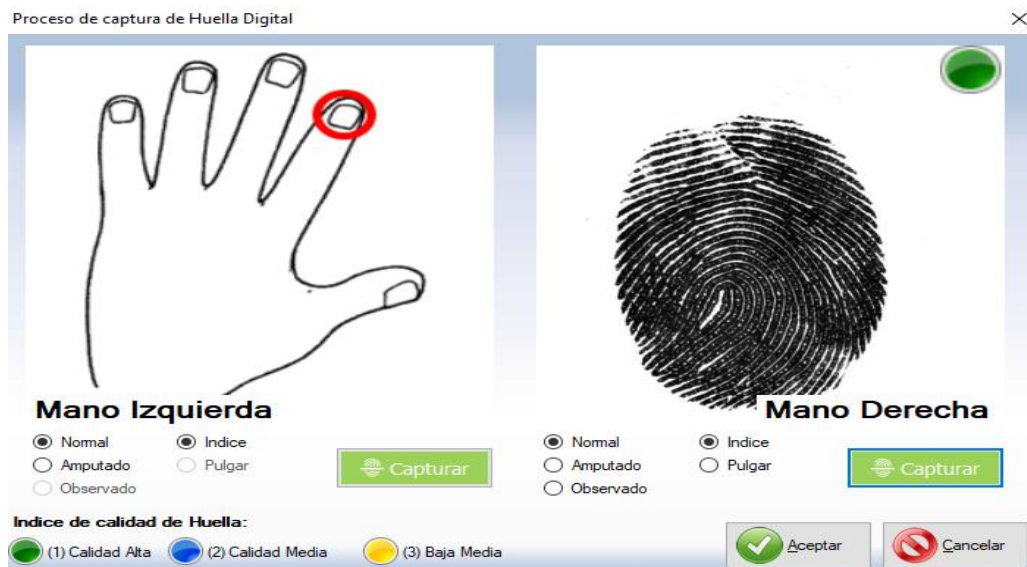 Proceso de captura de Huella Digital
Mano Izquierda
Normal
Indice
Amputado
Pulgar
Observado
Capturar
Mano Derecha
Normal
Indice
Amputado
Pulgar
Observado
Capturar
Indice de calidad de Huella:
(1) Calidad Alta
(2) Calidad Media
(3) Baja Media
Aceptar
Cancelar